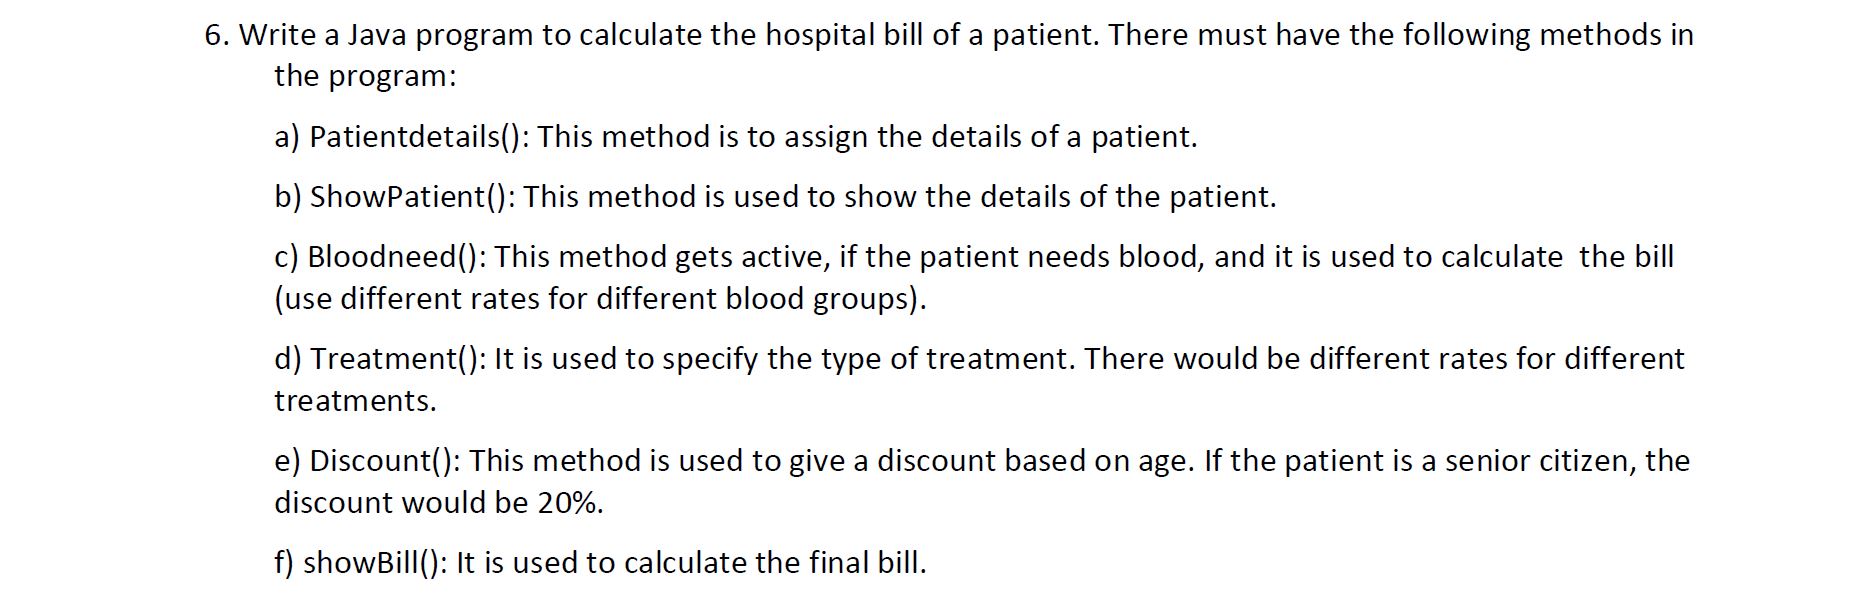 6. Write a Java program to calculate the hospital bill of a patient. There must have the following methods in
the program:
a) Patientdetails(): This method is to assign the details of a patient.
b) ShowPatient(): This method is used to show the details of the patient.
c) Bloodneed(): This method gets active, if the patient needs blood, and it is used to calculate  the bill
(use different rates for different blood groups).
d) Treatment(): It is used to specify the type of treatment. There would be different rates for different
treatments.
e) Discount(): This method is used to give a discount based on age. If the patient is a senior citizen, the
discount would be 20%.
f) showBill(): It is used to calculate the final bill.